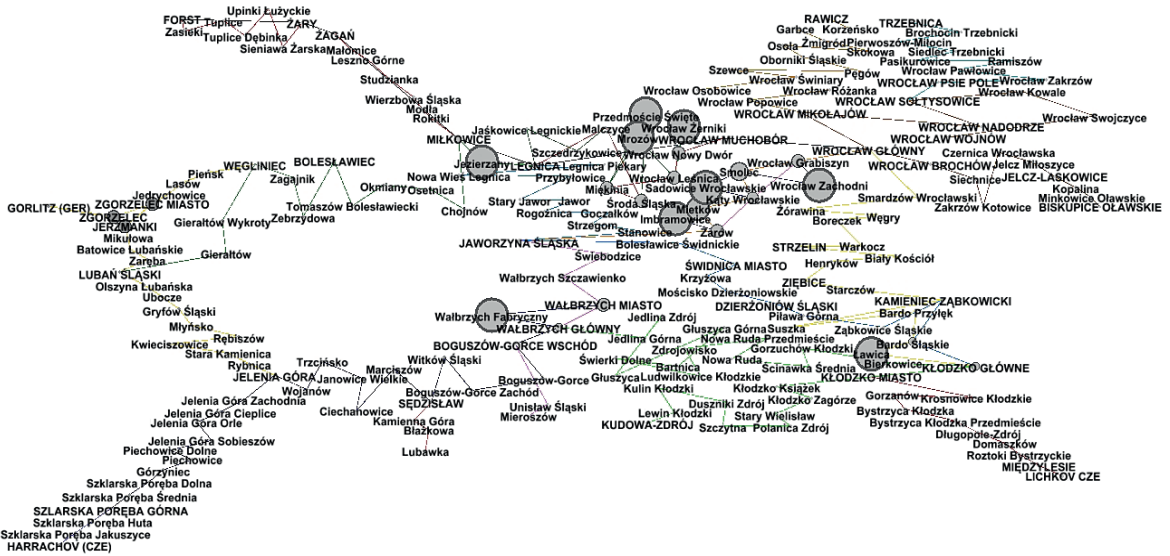 FORST
Zasieki
Tuplice
Upinki Łużyckie
Tuplice Dębinka
ŻARY
Sieniawa Żarska
ŻAGAŃ
Małomice
Leszno Górne
Studzianka
Wierzbowa Śląska
Modła
Rokitki
MIŁKOWICE
Jezierzany
Jaśkowice Legnickie
Malczyce
Szczedrzykowice
LEGNICA
Legnica Piekary
Nowa Wieś Legnica
Przybyłowice
Osetnica
Okmiany
Chojnów
Miękinia
Stary Jawor
Jawor
Rogoźnica
Goczałków
Strzegom
Środa Śląska
Przedmoście Święte
Mrozów
Wrocław Żerniki
WROCŁAW MUCHOBÓR
Wrocław Nowy Dwór
Wrocław Leśnica
Smolec
Sadowice Wrocławskie
Kąty Wrocławskie
Mietków
Imbramowice
Stanowice
Żarów
Bolesławice Świdnickie
JAWORZYNA ŚLĄSKA
Świebodzice
Wałbrzych Szczawienko
RAWICZ
Garbce
Korzeńsko
Osola
Żmigród
Oborniki Śląskie
Skokowa
Szewce
Pęgów
Wrocław Świniary
Wrocław Osobowice
Wrocław Różanka
Wrocław Popowice
WROCŁAW MIKOŁAJÓW
TRZEBNICA
Brochocin Trzebnicki
Pierwoszów-Miłocin
Siedlec Trzebnicki
Pasikurowice
Ramiszów
Wrocław Pawłowice
WROCŁAW PSIE POLE
Wrocław Zakrzów
Wrocław Kowale
WROCŁAW SOŁTYSOWICE
Wrocław Swojczyce
WROCŁAW NADODRZE
WROCŁAW WOJNÓW
WROCŁAW GŁÓWNY
Wrocław Grabiszyn
Wrocław Zachodni
WROCŁAW BROCHÓW
Czernica Wrocławska
Jelcz Miłoszyce
Siechnice
JELCZ-LASKOWICE
Kopalina
Minkowice Oławskie
Smardzów Wrocławski
Zakrzów Kotowice
BISKUPICE OŁAWSKIE
Żórawina
Węgry
Boreczek
STRZELIN
Warkocz
Henryków
Biały Kościół
ZIĘBICE
Starczów
KAMIENIEC ZĄBKOWICKI
Bardo Przyłęk
WĘGLINIEC
BOLESŁAWIEC
Pieńsk
Zagajnik
Lasów
Jędrzychowice
GORLITZ (GER)
ZGORZELEC MIASTO
ZGORZELEC
JERZMANKI
Gierałtów Wykroty
Tomaszów Bolesławiecki
Zebrzydowa
Mikułowa
Batowice Lubańskie
Gierałtów
Zaręba
LUBAŃ ŚLĄSKI
Olszyna Lubańska
Ubocze
Gryfów Śląski
Młyńsko
Rębiszów
Kwieciszowice
Stara Kamienica
Rybnica
JELENIA GÓRA
Trzcińsko
Wojanów
Janowice Wielkie
Marciszów
Ciechanowice
Witków Śląski
SĘDZISŁAW
Kamienna Góra
Błażkowa
Lubawka
Jelenia Góra Zachodnia
Jelenia Góra Cieplice
Jelenia Góra Orle
Jelenia Góra Sobieszów
Piechowice Dolne
Piechowice
Górzyniec
Szklarska Poręba Dolna
Szklarska Poręba Średnia
SZLARSKA PORĘBA GÓRNA
Szklarska Poręba Huta
Szklarska Poręba Jakuszyce
HARRACHOV (CZE)
Wałbrzych Fabryczny
WAŁBRZYCH MIASTO
WAŁBRZYCH GŁÓWNY
BOGUSZÓW-GORCE WSCHÓD
Boguszów-Gorce
Boguszów-Gorce Zachód
Unisław Śląski
Mieroszów
ŚWIDNICA MIASTO
Krzyżowa
Mościsko Dzierżoniowskie
DZIERŻONIÓW ŚLĄSKI
Piława Górna
Jedlina Zdrój
Jedlina Górna
Głuszyca Górna
Suszka
Nowa Ruda Przedmieście
Zdrojowisko
Gorzuchów Kłodzki
Świerki Dolne
Nowa Ruda
Bartnica
Ścinawka Średnia
Głuszyca
Ludwilkowice Kłodzkie
Kulin Kłodzki
Kłodzko Książek
Duszniki Zdrój
Kłodzko Zagórze
Lewin Kłodzki
Stary Wielisław
KUDOWA-ZDRÓJ
Szczytna
Polanica Zdrój
Ząbkowice Śląskie
Bardo Śląskie
Ławica
Bierkowice
KŁODZKO GŁÓWNE
KŁODZKO MIASTO
Gorzanów
Krosnowice Kłodzkie
Bystrzyca Kłodzka
Bystrzyca Kłodzka Przedmieście
Długopole-Zdrój
Domaszków
Roztoki Bystrzyckie
MIĘDZYLESIE
LICHKOV CZE